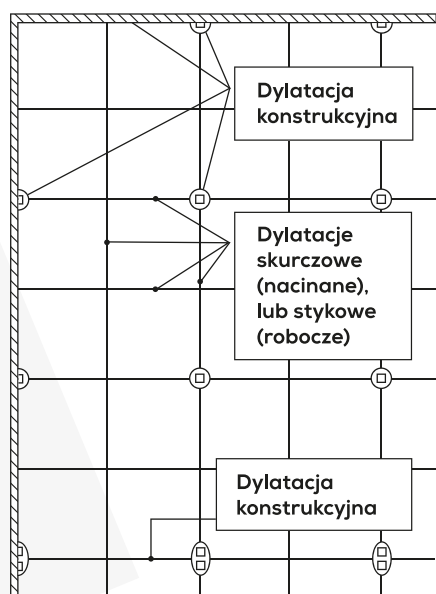 Dylatacja
konstrukcyjna
Dylatacje
skurczowe
(nacinane),
lub stykowe
(robocze)
Dylatacja
konstrukcyjna